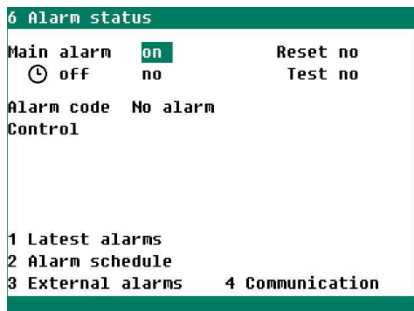 6 Alarm status
Main alarm on Reset no
off no Test no
Alarm code No alarm
Control
1 Latest alarms
2 Alarm schedule
3 External alarms 4 Communication